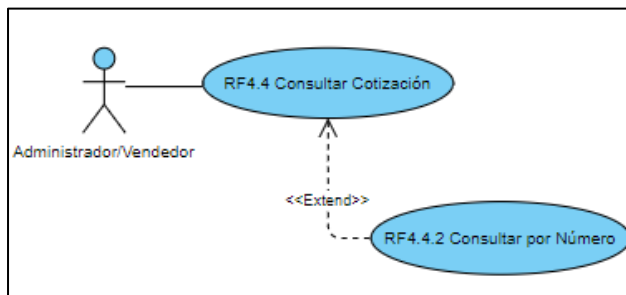 RF4.4 Consultar Cotización
Administrador/Vendedor
<<Extend>>
RF4.4.2 Consultar por Número